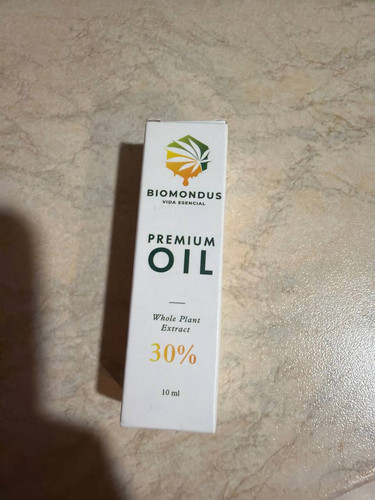 BIOMONDUS
VIDA ESENCIAL
PREMIUM
OIL
Whole Plant
Extract
30%
10 ml